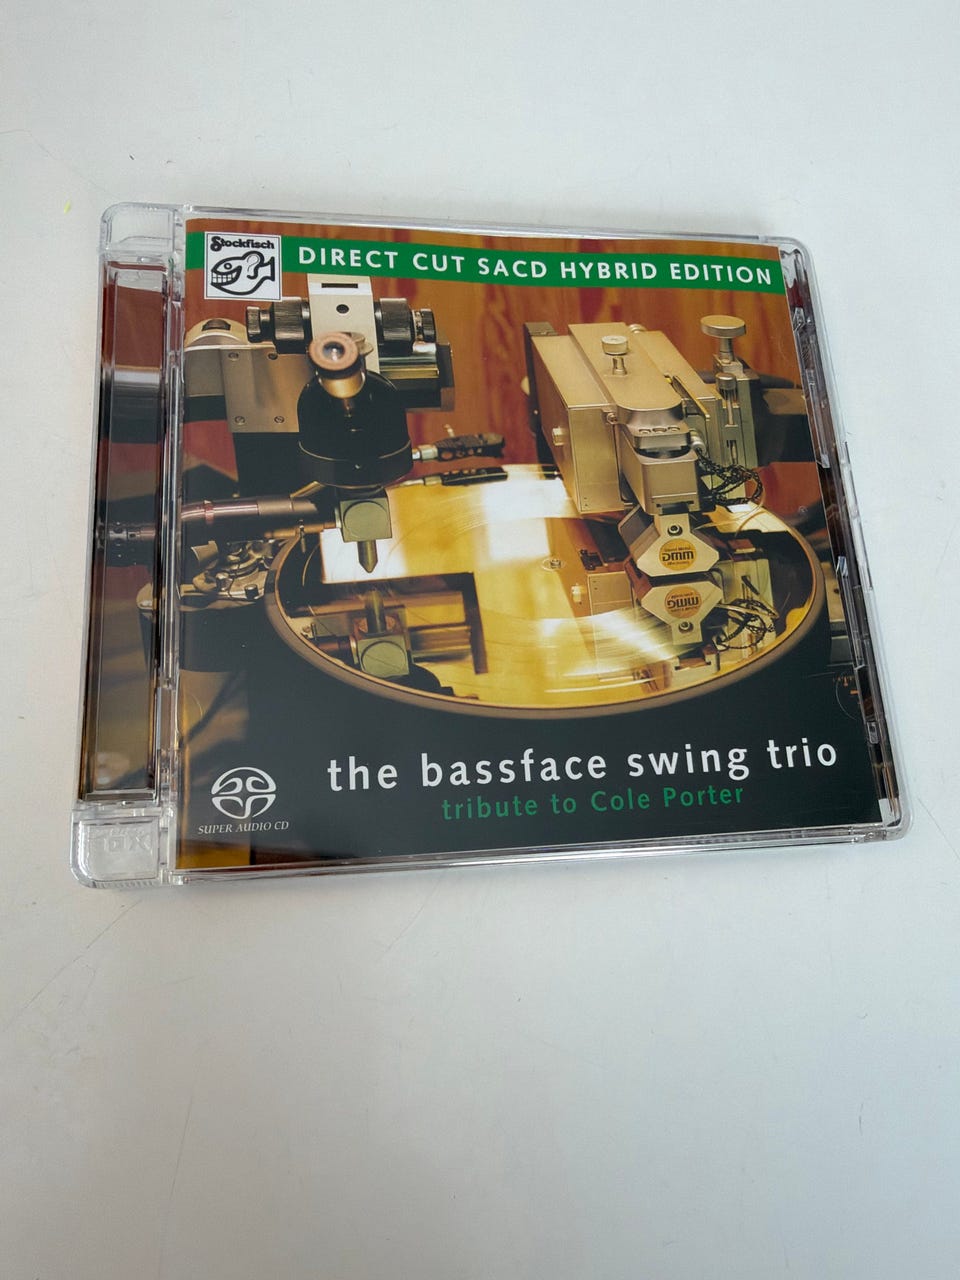 Stockfisch
DIRECT CUT SACD HYBRID EDITION
DMM
DMM
the bassface swing trio
tribute to Cole Porter
SUPER AUDIO CD